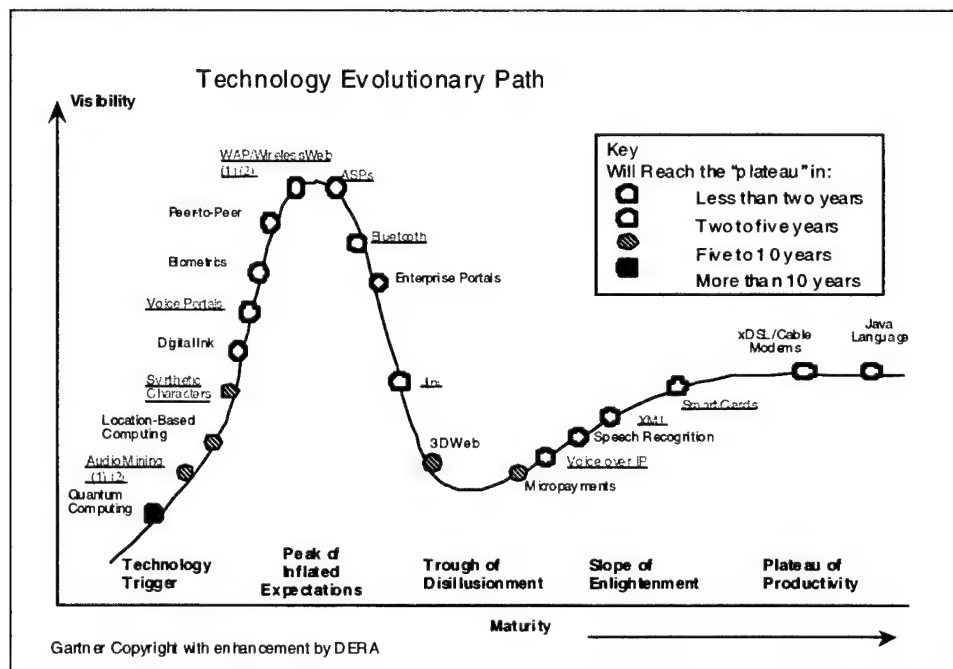 Technology Evolutionary Path
Visibility
WAP/WirelessWeb
(1) (2)
ASPs
Peer-to-Peer
Bluetooth
Biometrics
Enterprise Portals
Voice Portals
Digital Ink
Jini
Synthetic
Characters
Location-Based
Computing
3D Web
Audio Mining
(1) (2)
Quantum
Computing
Micropayments
Voice over IP
Speech Recognition
XML
Smart Cards
xDSL/Cable
Modems
Java
Language
Key
Will Reach the "plateau" in:
Less than two years
Two to five years
Five to 10 years
More than 10 years
Technology
Trigger
Peak of
Inflated
Expectations
Trough of
Disillusionment
Slope of
Enlightenment
Plateau of
Productivity
Maturity
Gartner Copyright with enhancement by DERA